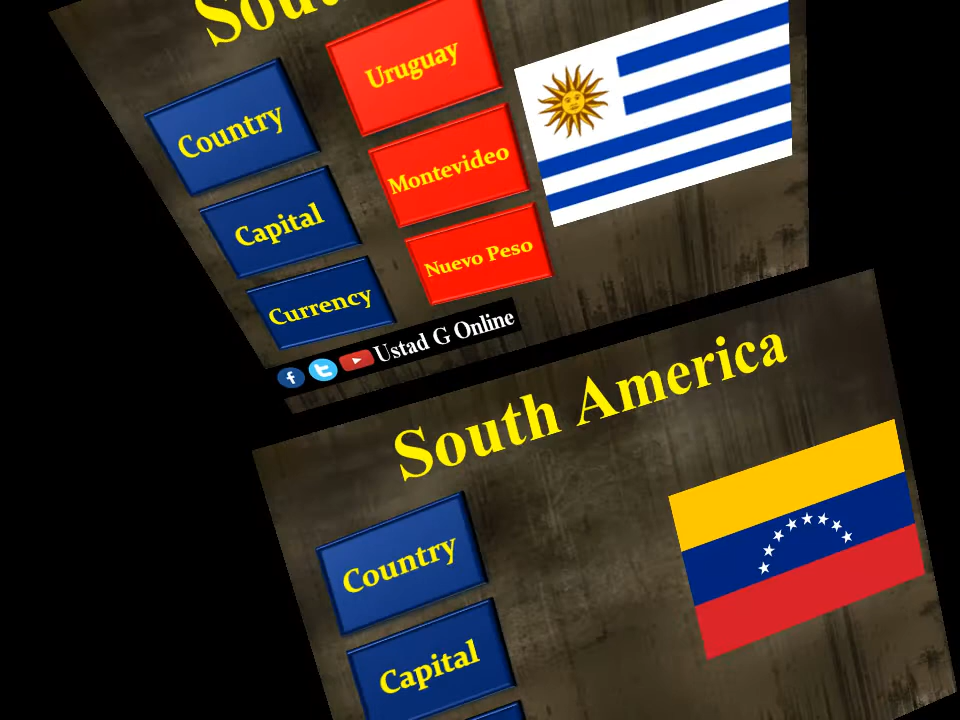 Country
Uruguay
Capital
Montevideo
Currency
Nuevo Peso
Ustad G Online
South America
Country
Capital